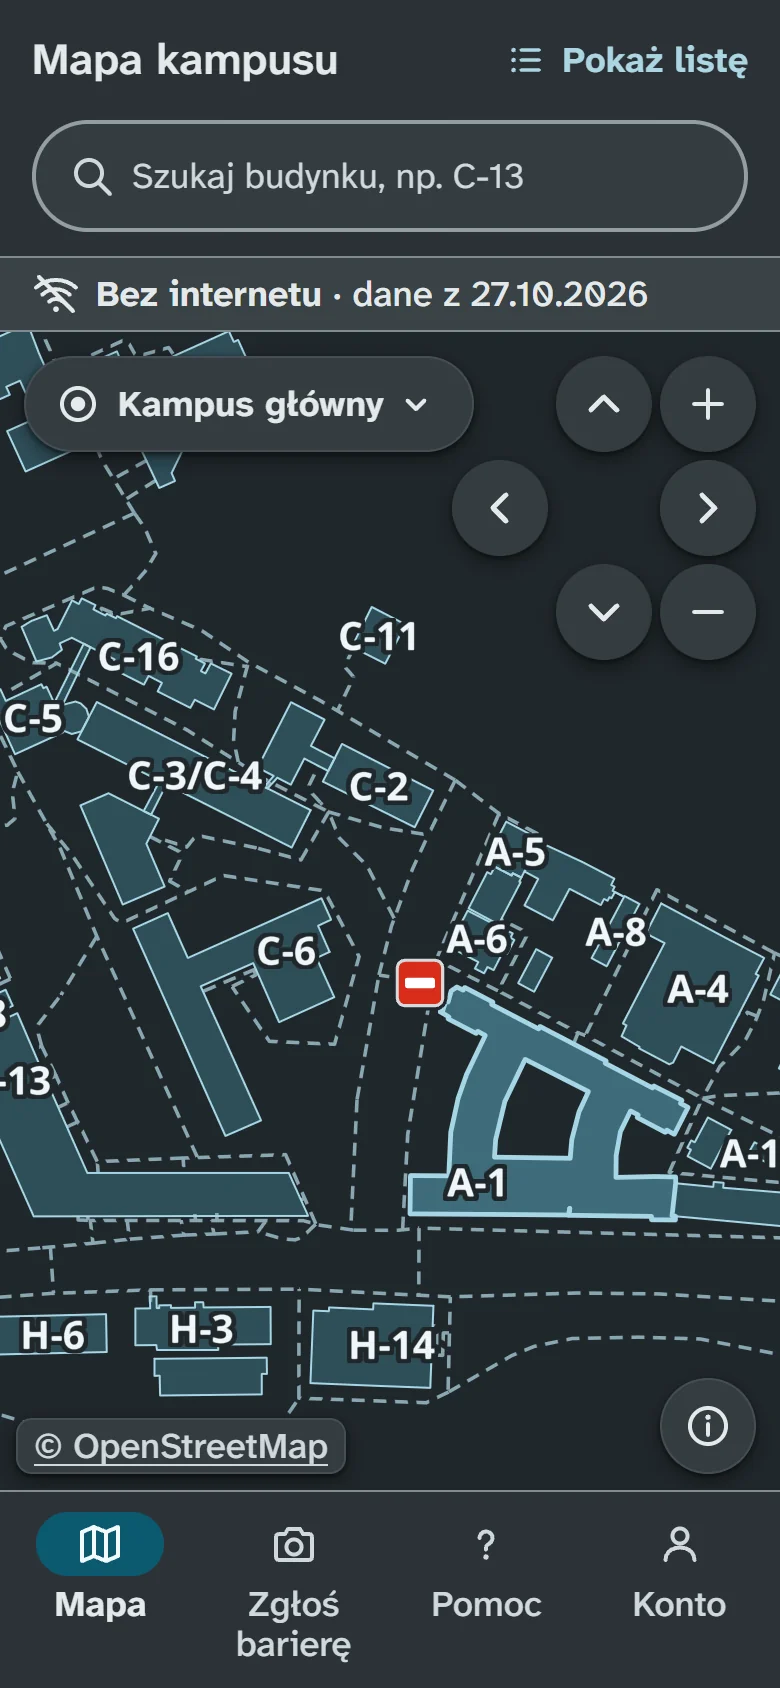 Mapa kampusu
Pokaż listę
Szukaj budynku, np. C-13
Bez internetu · dane z 27.10.2026
Kampus główny
C-11
C-16
C-5
C-3/C-4
C-2
A-5
A-6
A-8
C-6
A-4
-13
A-1
A-1
H-6
H-3
H-14
© OpenStreetMap
Mapa
Zgłoś
barierę
Pomoc
Konto